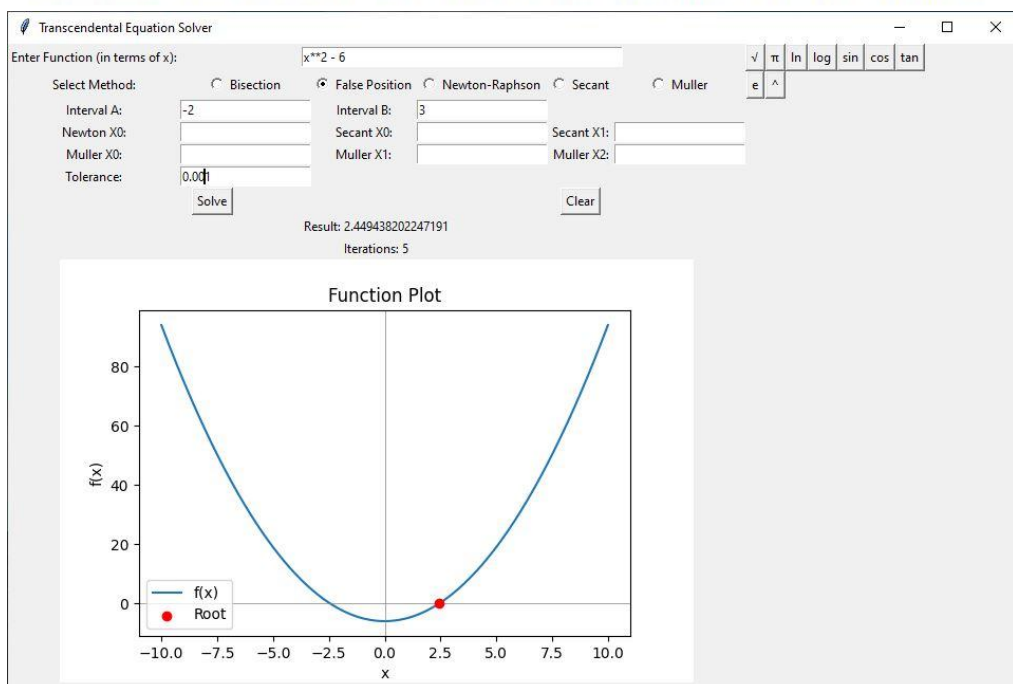 Transcendental Equation Solver
Enter Function (in terms of x): x**2 - 6 √ π ln log sin cos tan
Select Method: Bisection False Position Newton-Raphson Secant Muller e ^
Interval A: -2 Interval B: 3
Newton X0: Secant X0: Secant X1:
Muller X0: Muller X1: Muller X2:
Tolerance: 0.001
Solve Clear
Result: 2.449438202247191
Iterations: 5
Function Plot
80
60
40
20
0
f(x)
f(x)
Root
−10.0 −7.5 −5.0 −2.5 0.0 2.5 5.0 7.5 10.0
x